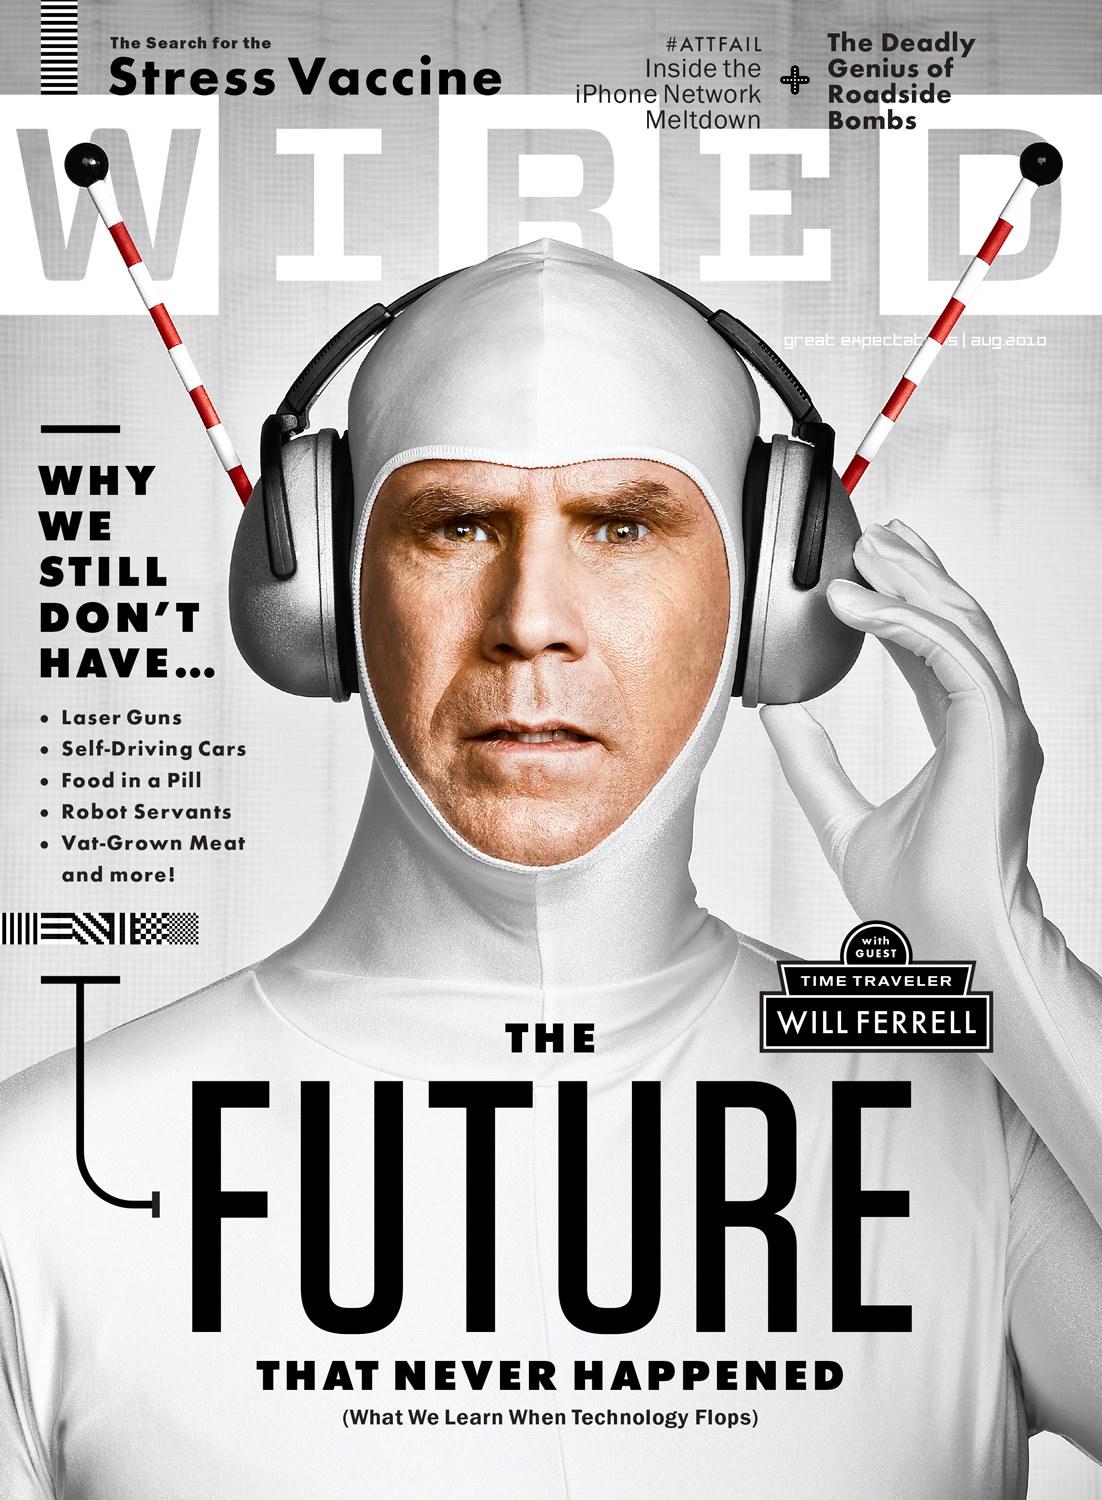 The Search for the
Stress Vaccine
#ATTFAIL
Inside the
iPhone Network
Meltdown
The Deadly
Genius of
Roadside
Bombs
WIRED
great expectations | aug.2010
WHY
WE
STILL
DON'T
HAVE...
• Laser Guns
• Self-Driving Cars
• Food in a Pill
• Robot Servants
• Vat-Grown Meat
and more!
with
GUEST
TIME TRAVELER
WILL FERRELL
THE
FUTURE
THAT NEVER HAPPENED
(What We Learn When Technology Flops)